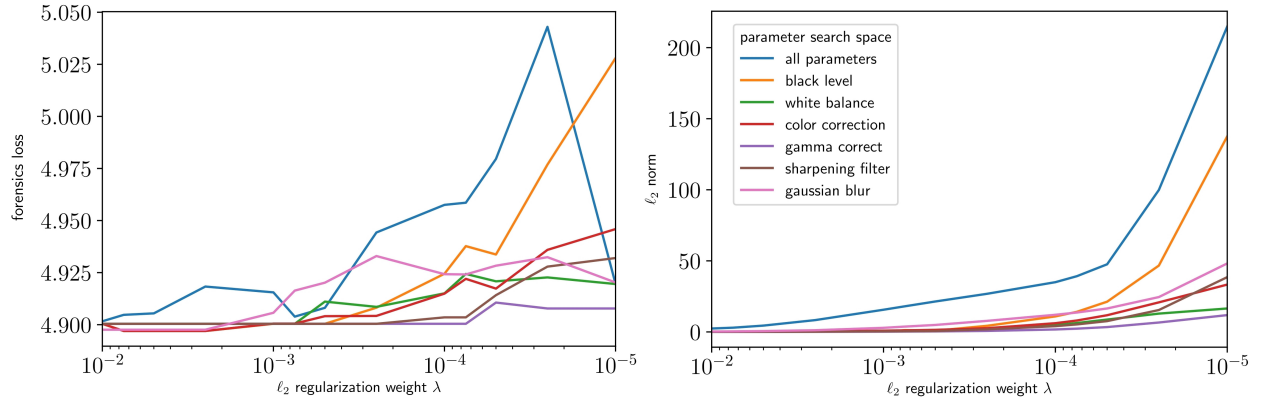 5.050
5.025
5.000
4.975
4.950
4.925
4.900
forensics loss
10⁻² 10⁻³ 10⁻⁴ 10⁻⁵
ℓ₂ regularization weight λ
200
150
100
50
0
ℓ₂ norm
parameter search space
all parameters
black level
white balance
color correction
gamma correct
sharpening filter
gaussian blur
10⁻² 10⁻³ 10⁻⁴ 10⁻⁵
ℓ₂ regularization weight λ